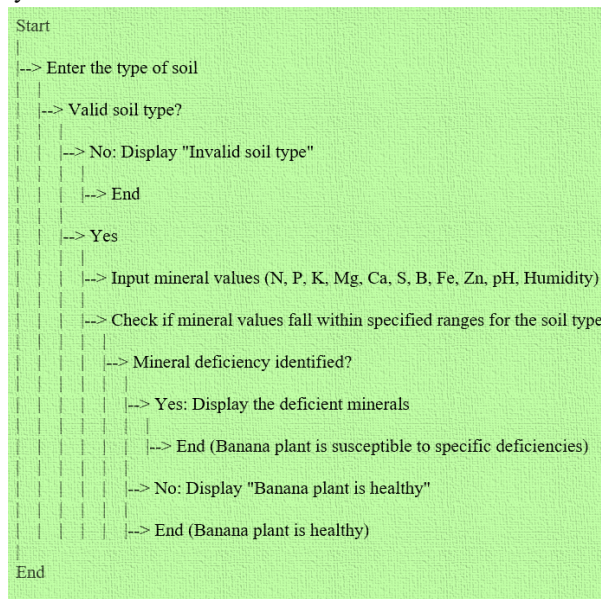 Start
|
|--> Enter the type of soil
| |
| |--> Valid soil type?
| | |
| | |--> No: Display "Invalid soil type"
| | | |
| | | |--> End
| | |
| | |--> Yes
| | | |
| | | |--> Input mineral values (N, P, K, Mg, Ca, S, B, Fe, Zn, pH, Humidity)
| | | |
| | | |--> Check if mineral values fall within specified ranges for the soil type
| | | | |
| | | | |--> Mineral deficiency identified?
| | | | | |
| | | | | |--> Yes: Display the deficient minerals
| | | | | | |
| | | | | | |--> End (Banana plant is susceptible to specific deficiencies)
| | | | | |
| | | | | |--> No: Display "Banana plant is healthy"
| | | | | |
| | | | | |--> End (Banana plant is healthy)
|
End